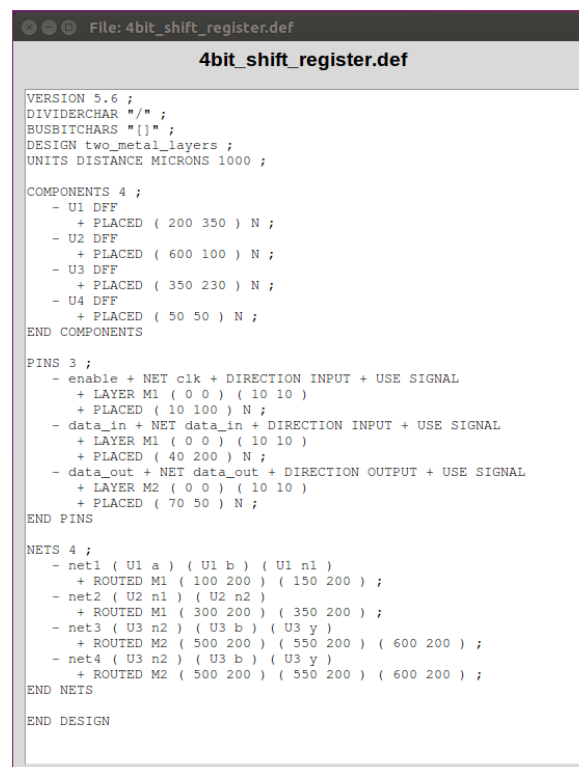 File: 4bit_shift_register.def
4bit_shift_register.def
VERSION 5.6 ;
DIVIDERCHAR "/" ;
BUSBITCHARS "[]" ;
DESIGN two_metal_layers ;
UNITS DISTANCE MICRONS 1000 ;
COMPONENTS 4 ;
- U1 DFF
+ PLACED ( 200 350 ) N ;
- U2 DFF
+ PLACED ( 600 100 ) N ;
- U3 DFF
+ PLACED ( 350 230 ) N ;
- U4 DFF
+ PLACED ( 50 50 ) N ;
END COMPONENTS
PINS 3 ;
- enable + NET clk + DIRECTION INPUT + USE SIGNAL
+ LAYER M1 ( 0 0 ) ( 10 10 )
+ PLACED ( 10 100 ) N ;
- data_in + NET data_in + DIRECTION INPUT + USE SIGNAL
+ LAYER M1 ( 0 0 ) ( 10 10 )
+ PLACED ( 40 200 ) N ;
- data_out + NET data_out + DIRECTION OUTPUT + USE SIGNAL
+ LAYER M2 ( 0 0 ) ( 10 10 )
+ PLACED ( 70 50 ) N ;
END PINS
NETS 4 ;
- net1 ( U1 a ) ( U1 b ) ( U1 n1 )
+ ROUTED M1 ( 100 200 ) ( 150 200 ) ;
- net2 ( U2 n1 ) ( U2 n2 )
+ ROUTED M1 ( 300 200 ) ( 350 200 ) ;
- net3 ( U3 n2 ) ( U3 b ) ( U3 y )
+ ROUTED M2 ( 500 200 ) ( 550 200 ) ( 600 200 ) ;
- net4 ( U3 n2 ) ( U3 b ) ( U3 y )
+ ROUTED M2 ( 500 200 ) ( 550 200 ) ( 600 200 ) ;
END NETS
END DESIGN